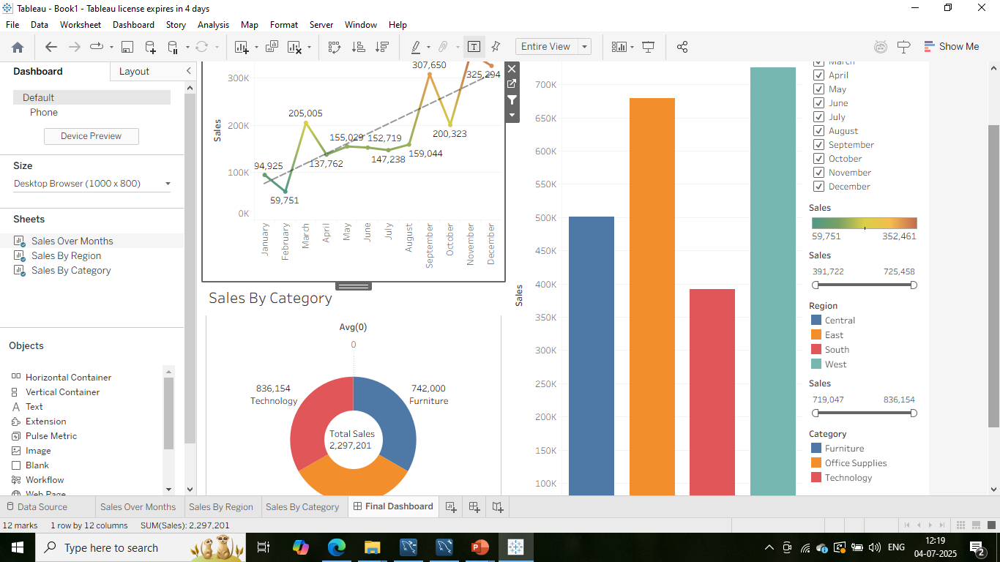 Tableau - Book1 - Tableau license expires in 4 days
File Data Worksheet Dashboard Story Analysis Map Format Server Window Help
Entire View
Show Me
Dashboard
Layout
Default
Phone
Device Preview
Size
Desktop Browser (1000 x 800)
Sheets
Sales Over Months
Sales By Region
Sales By Category
Objects
Horizontal Container
Vertical Container
Text
Extension
Pulse Metric
Image
Blank
Workflow
Web Page
Sales
300K
200K
100K
0K
94,925
59,751
205,005
137,762
155,029
152,719
147,238
159,044
307,650
200,323
325,294
January
February
March
April
May
June
July
August
September
October
November
December
Sales By Category
Avg(0)
0
836,154
Technology
742,000
Furniture
Total Sales
2,297,201
Sales
700K
650K
600K
550K
500K
450K
400K
350K
300K
250K
200K
150K
100K
March
April
May
June
July
August
September
October
November
December
Sales
59,751 352,461
Sales
391,722 725,458
Region
Central
East
South
West
Sales
719,047 836,154
Category
Furniture
Office Supplies
Technology
Data Source
Sales Over Months
Sales By Region
Sales By Category
Final Dashboard
12 marks 1 row by 12 columns SUM(Sales): 2,297,201
Type here to search
ENG
12:19
04-07-2025
2